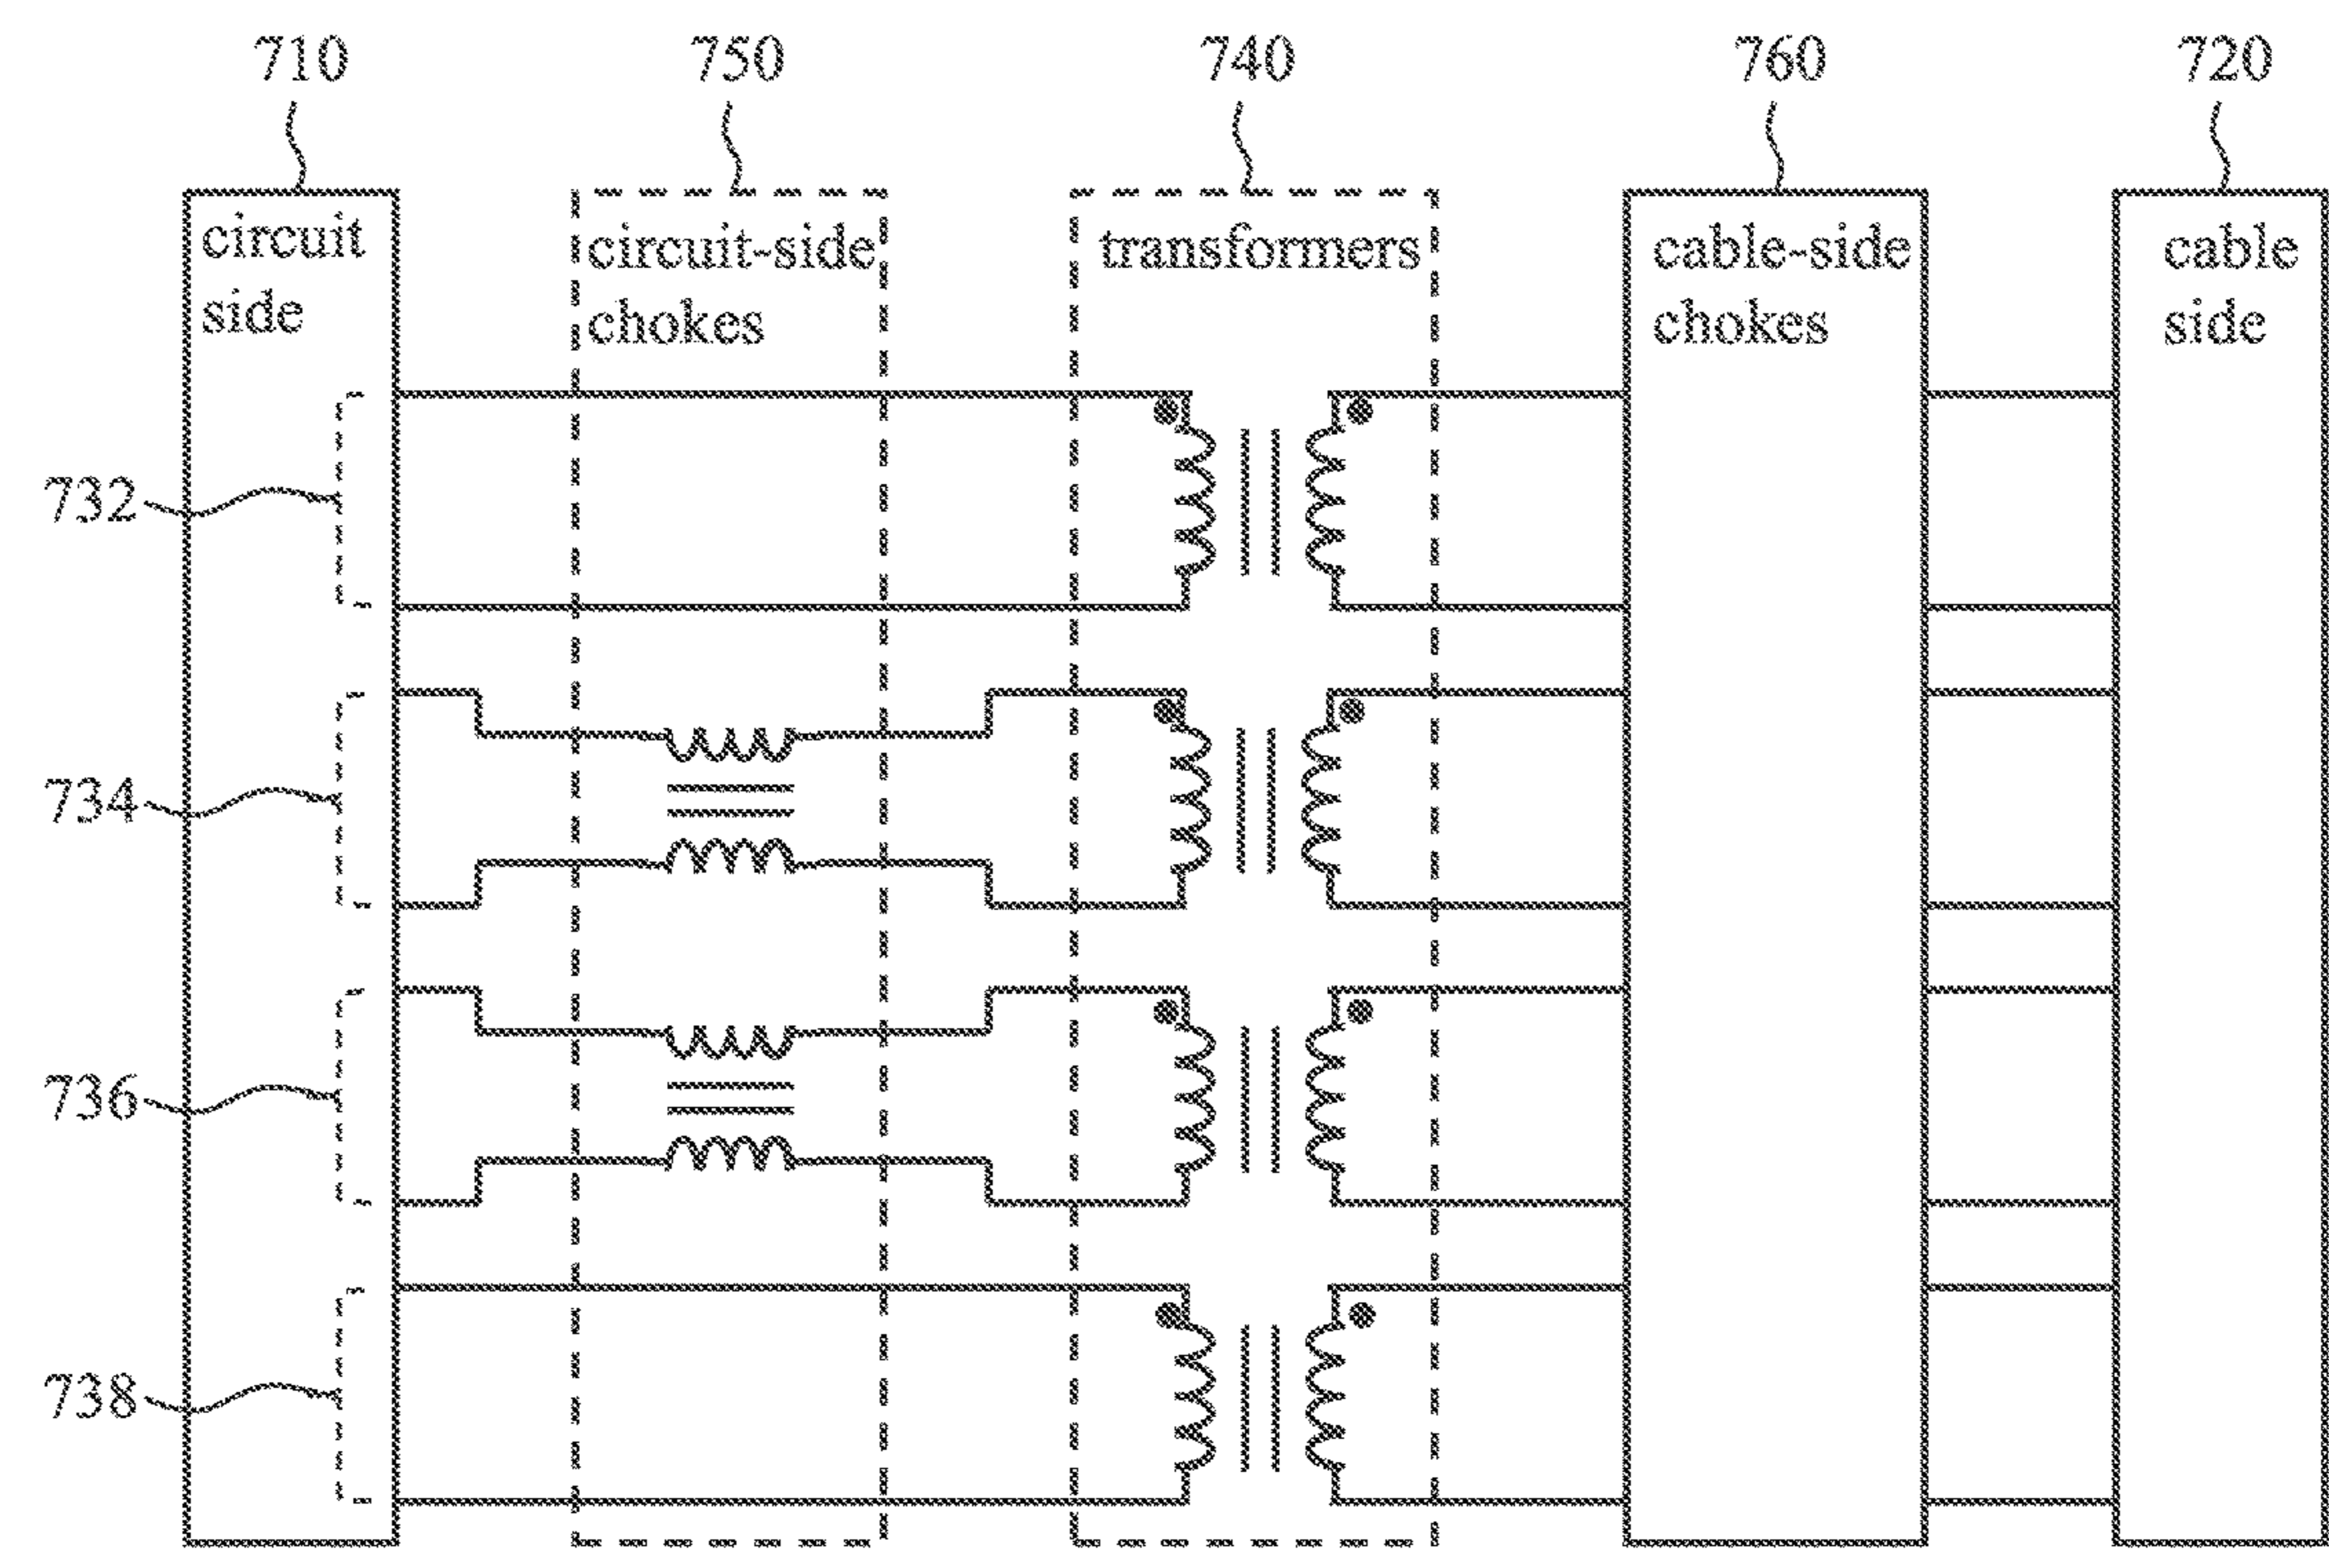 710 750 740 760 720
circuit side
circuit-side chokes
transformers
cable-side chokes
cable side
732
734
736
738